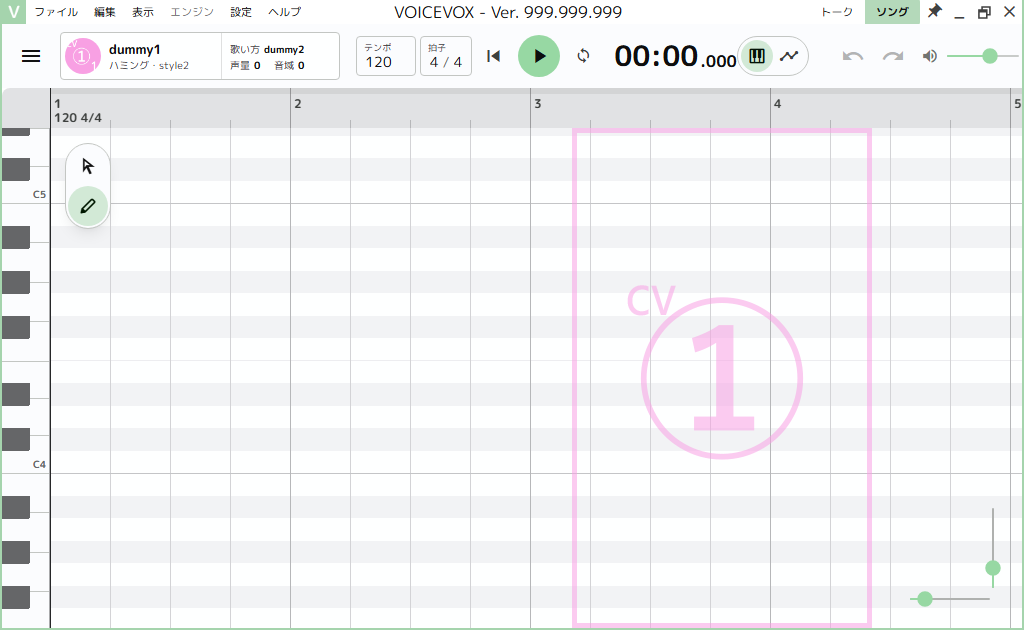 V ファイル 編集 表示 エンジン 設定 ヘルプ VOICEVOX - Ver. 999.999.999 トーク ソング
CV ① 1
dummy1
ハミング・style2
歌い方 dummy2
声量 0 音域 0
テンポ
120
拍子
4 / 4
00:00.000
1 2 3 4 5
120 4/4
C5
CV
①
C4